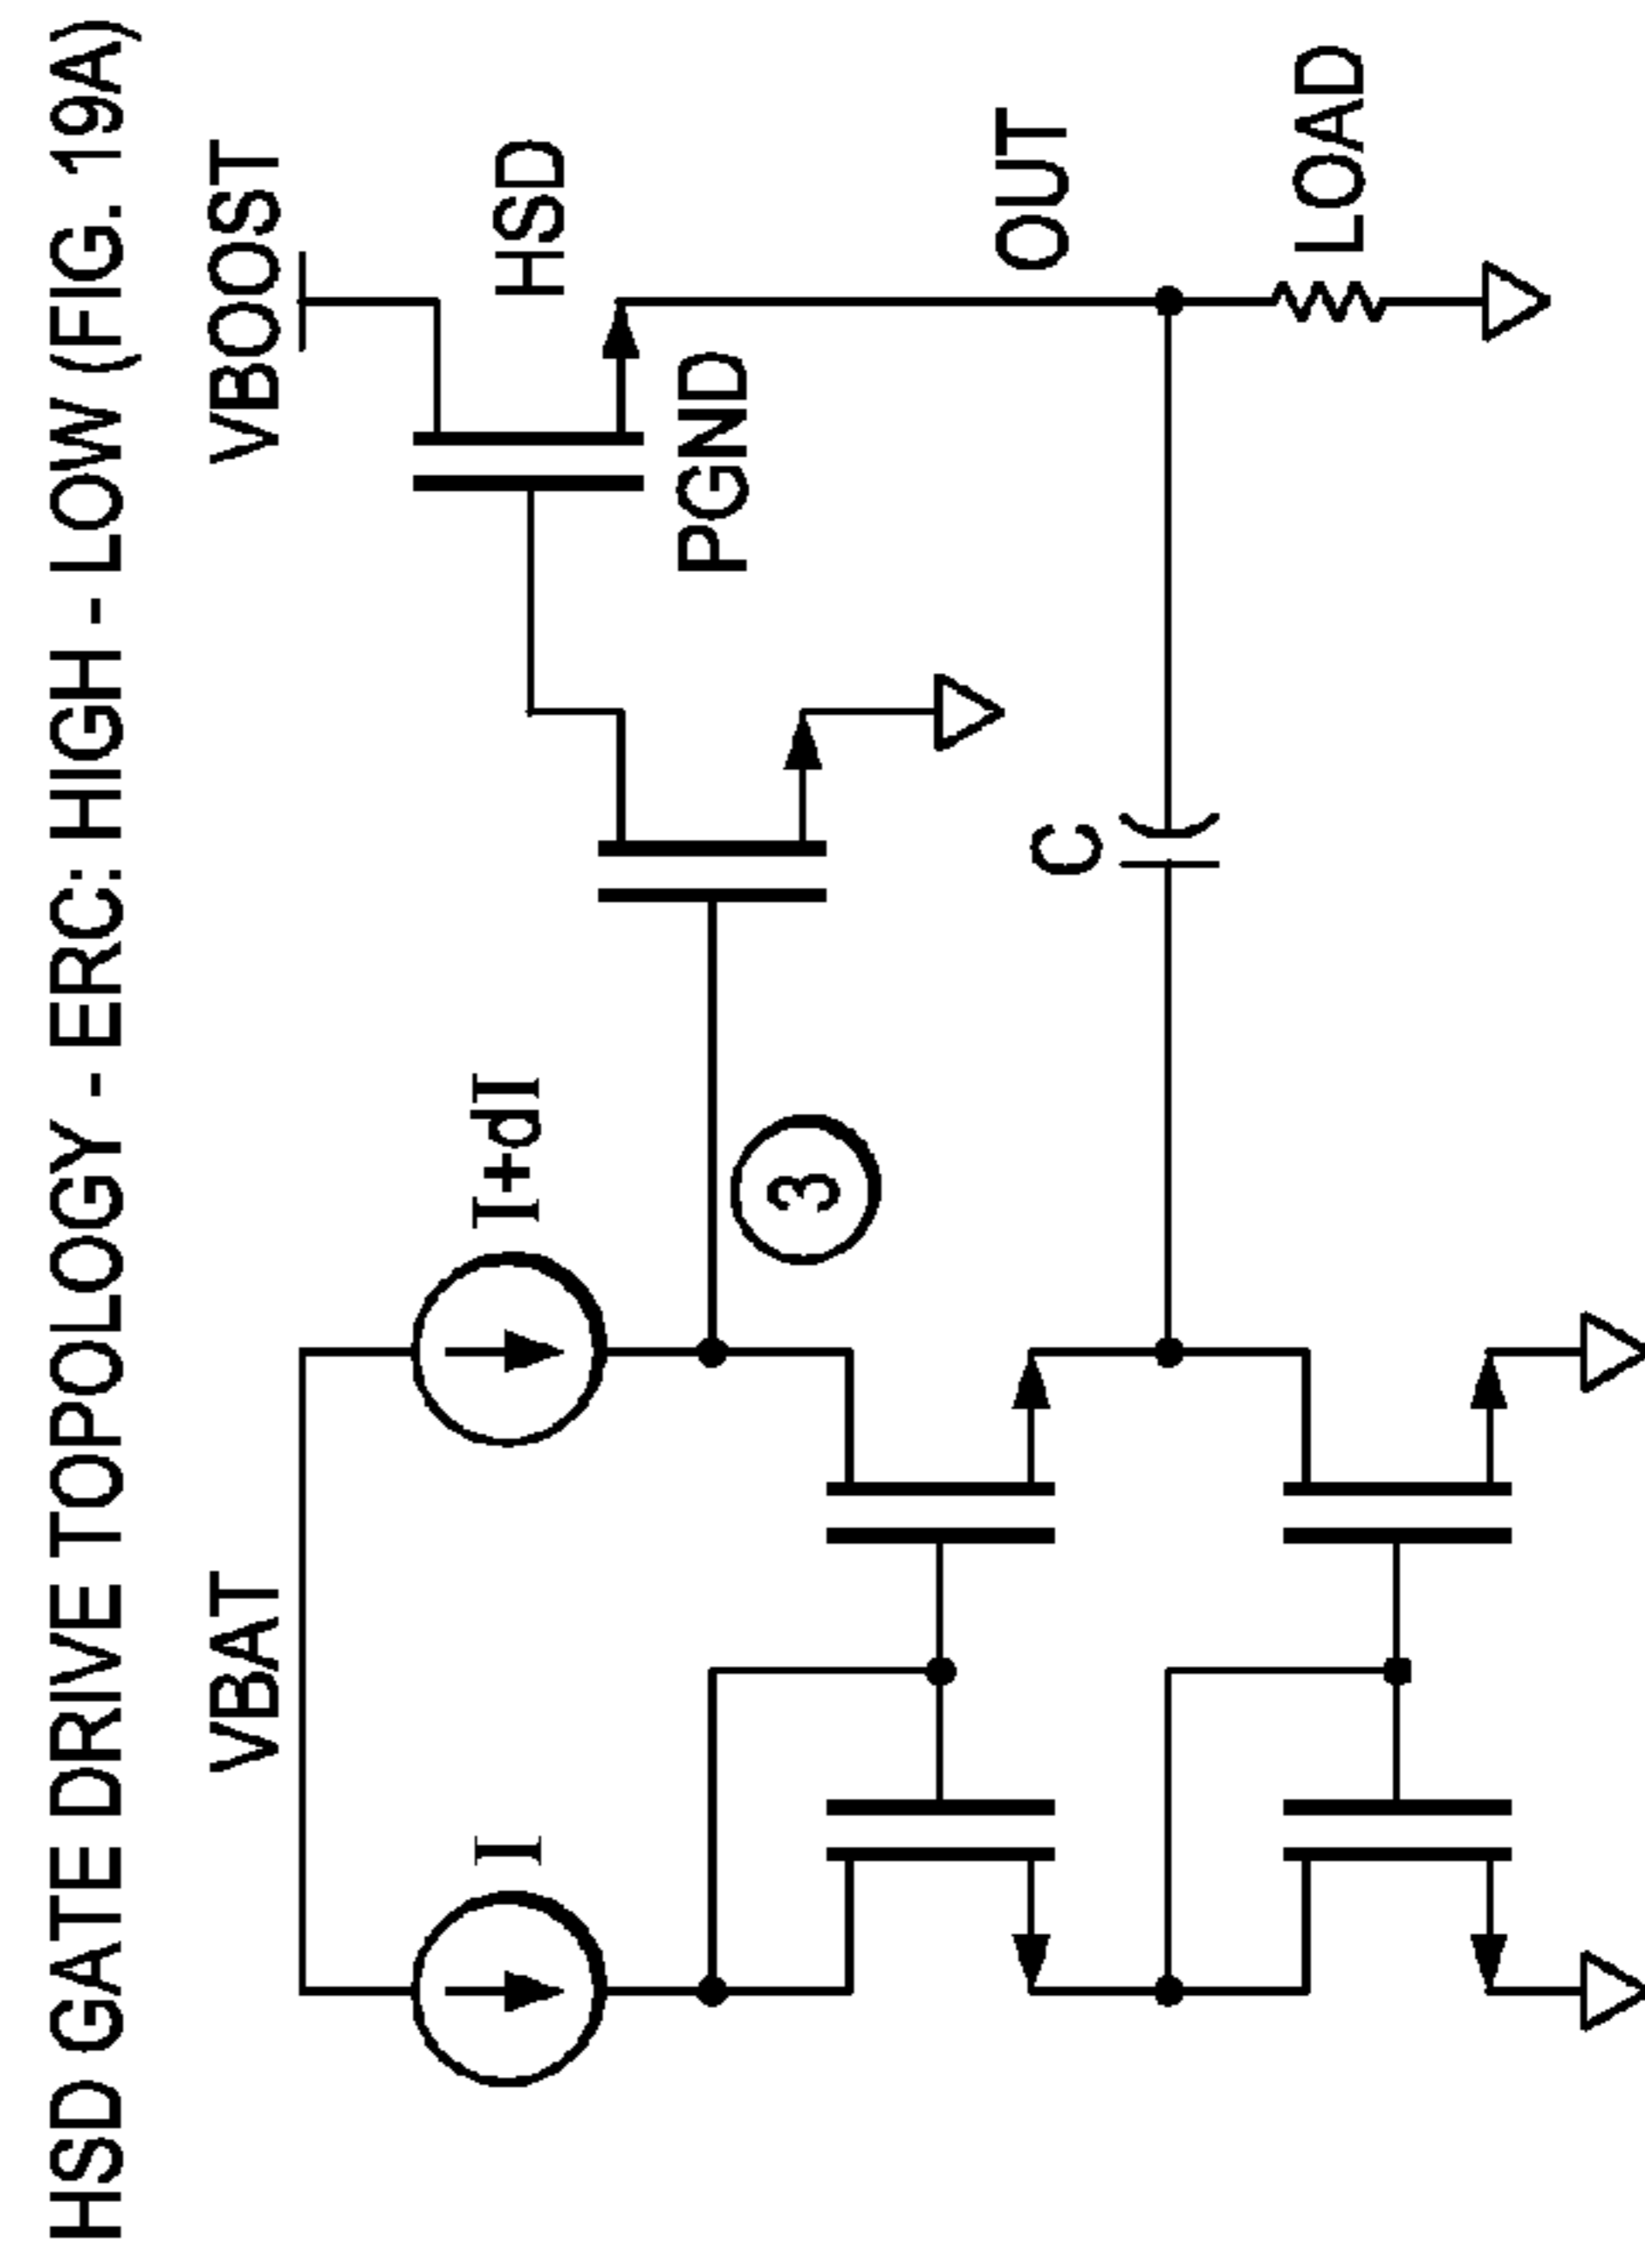 HSD GATE DRIVE TOPOLOGY - ERC: HIGH - LOW (FIG. 19A)
VBAT
VBOOST
I
I+dI
HSD
PGND
3
C
OUT
LOAD